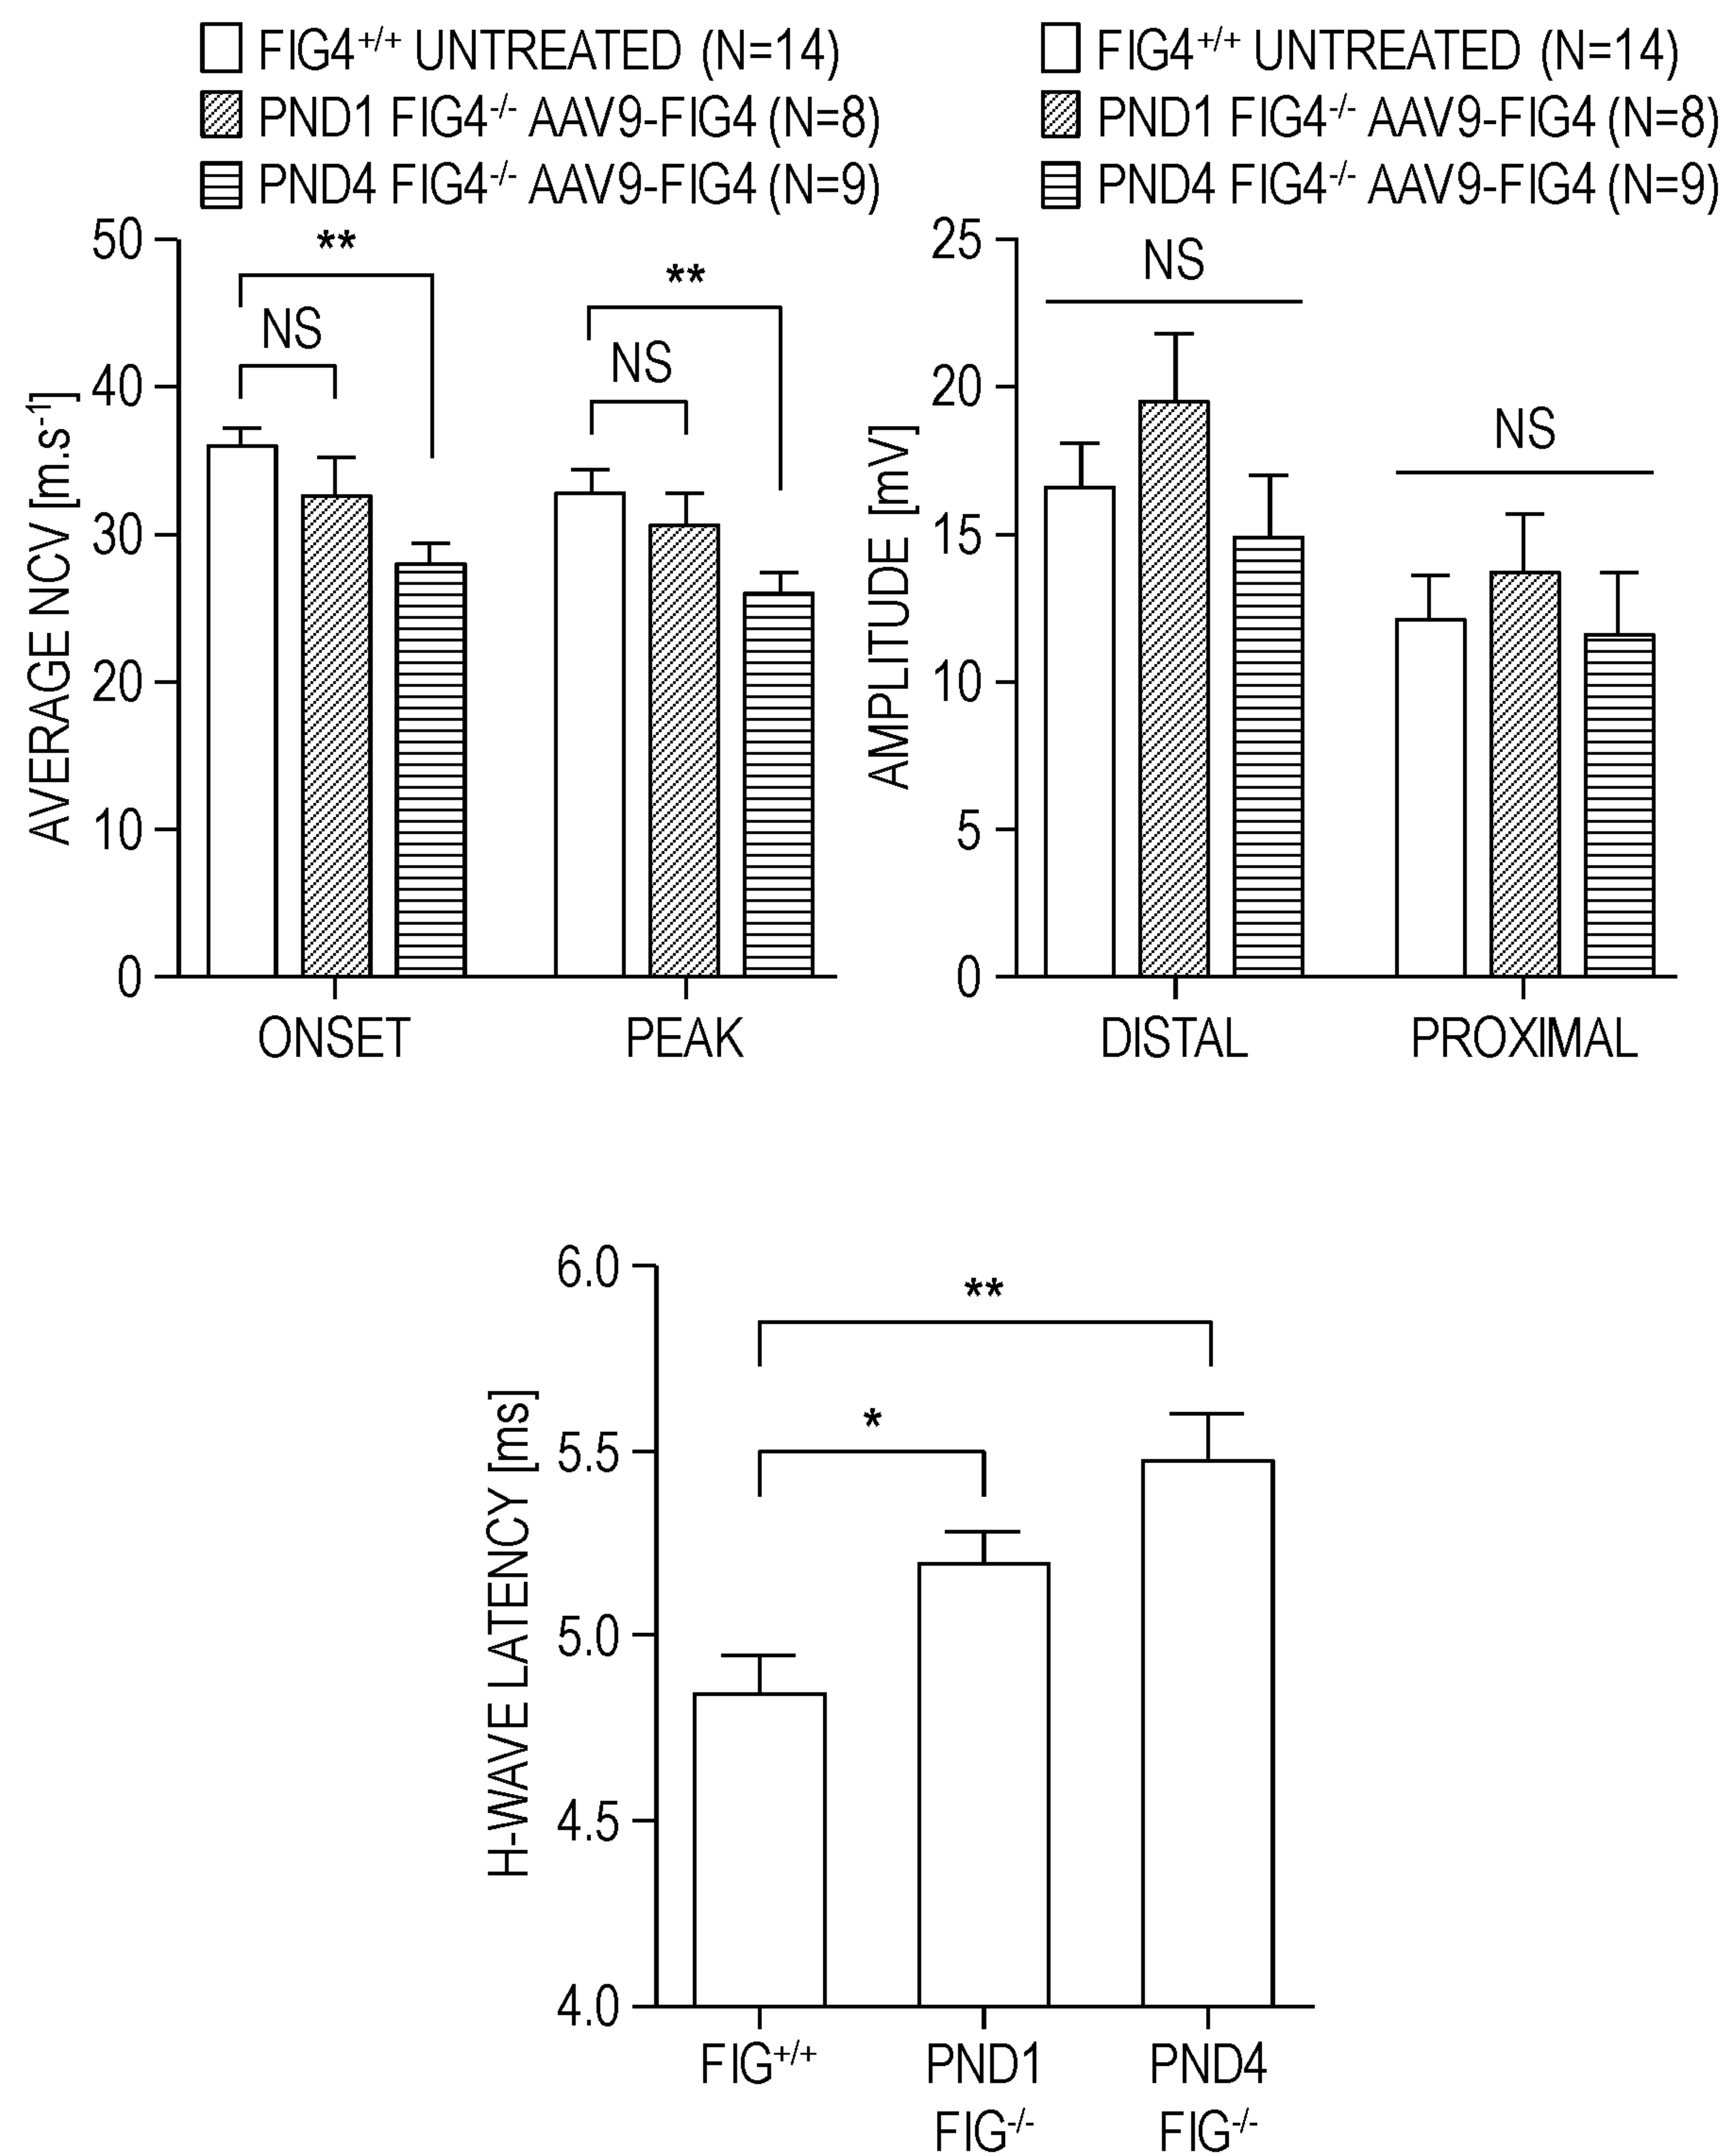 FIG4+/+ UNTREATED (N=14)
PND1 FIG4-/- AAV9-FIG4 (N=8)
PND4 FIG4-/- AAV9-FIG4 (N=9)
AVERAGE NCV [m.s-1]
50
40
30
20
10
0
**
NS
**
NS
ONSET
PEAK
FIG4+/+ UNTREATED (N=14)
PND1 FIG4-/- AAV9-FIG4 (N=8)
PND4 FIG4-/- AAV9-FIG4 (N=9)
AMPLITUDE [mV]
25
20
15
10
5
0
NS
NS
DISTAL
PROXIMAL
H-WAVE LATENCY [ms]
6.0
5.5
5.0
4.5
4.0
**
*
FIG+/+
PND1
FIG-/-
PND4
FIG-/-